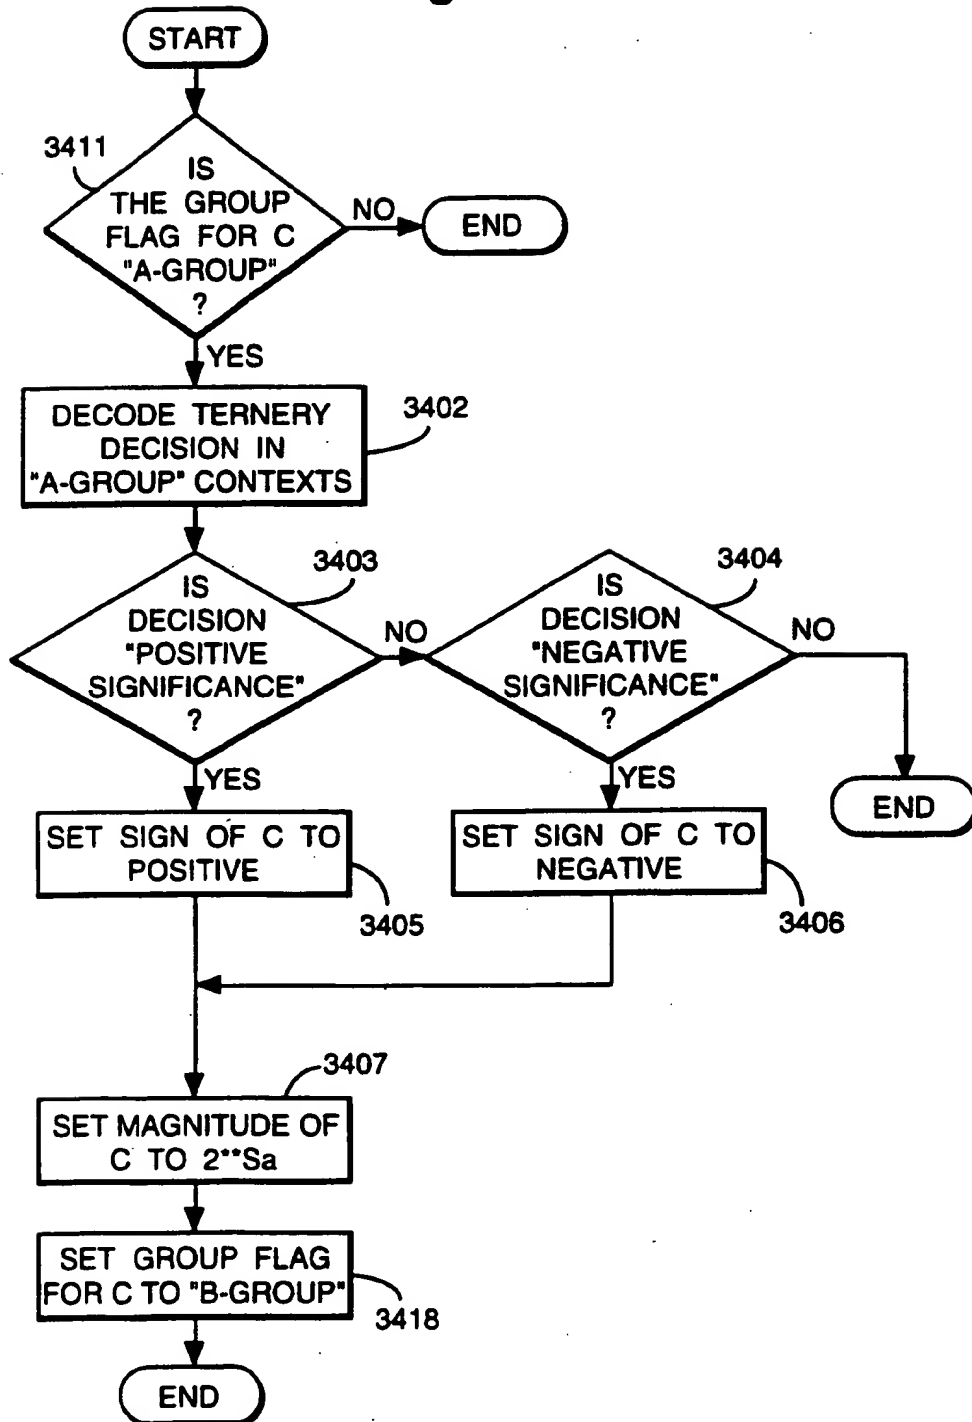 START
3411
IS
THE GROUP
FLAG FOR C
"A-GROUP"
?
NO
END
YES
DECODE TERNERY
DECISION IN
"A-GROUP" CONTEXTS
3402
3403
IS
DECISION
"POSITIVE
SIGNIFICANCE"
?
NO
3404
IS
DECISION
"NEGATIVE
SIGNIFICANCE"
?
NO
YES
YES
END
SET SIGN OF C TO
POSITIVE
3405
SET SIGN OF C TO
NEGATIVE
3406
3407
SET MAGNITUDE OF
C TO 2**Sa
SET GROUP FLAG
FOR C TO "B-GROUP"
3418
END